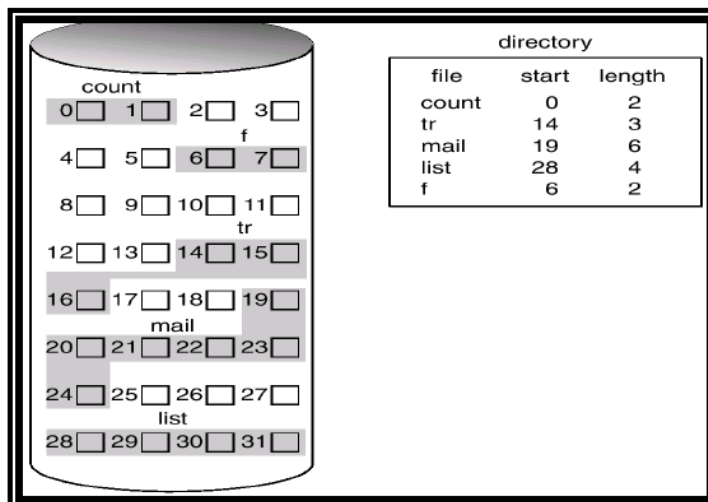 count
0 1 2 3
f
4 5 6 7
8 9 10 11
tr
12 13 14 15
16 17 18 19
mail
20 21 22 23
24 25 26 27
list
28 29 30 31
directory
file start length
count 0 2
tr 14 3
mail 19 6
list 28 4
f 6 2